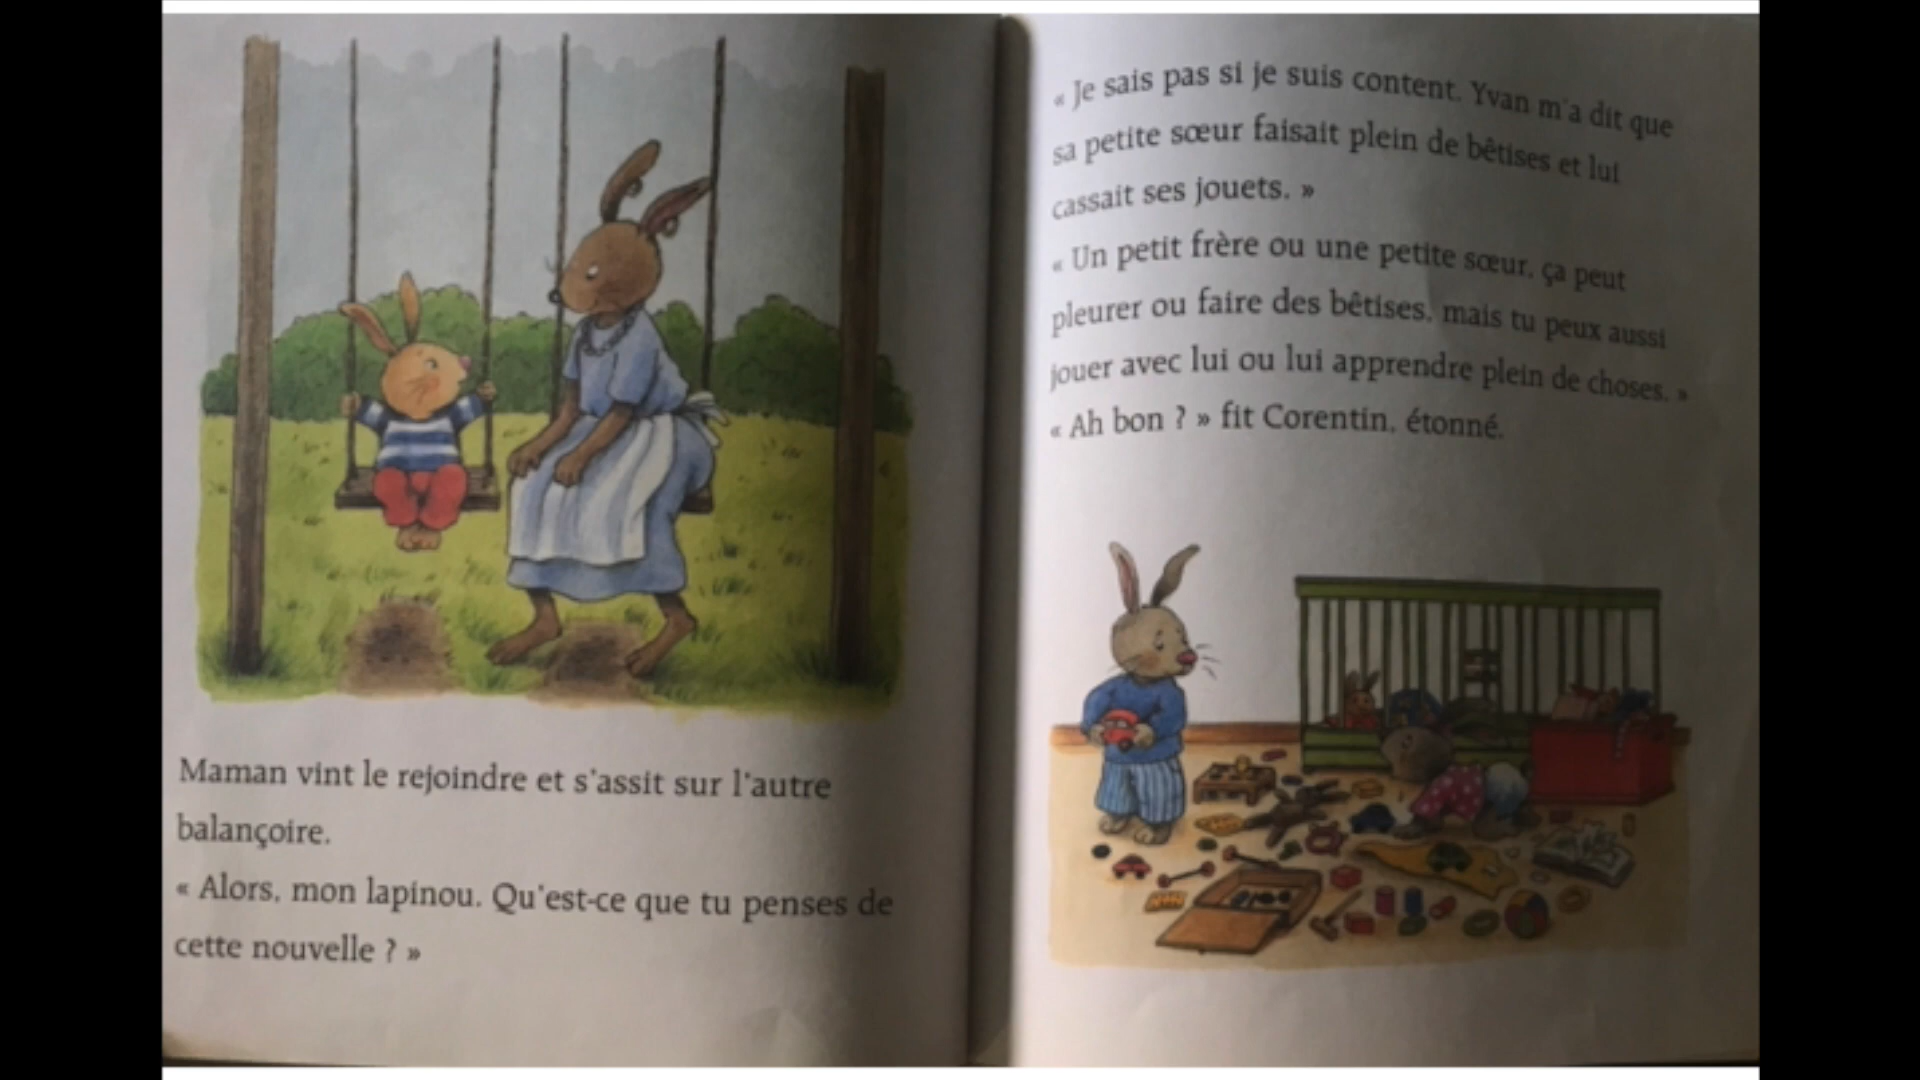 Maman vint le rejoindre et s'assit sur l'autre
balançoire.
« Alors, mon lapinou. Qu'est-ce que tu penses de
cette nouvelle ? »
« Je sais pas si je suis content. Yvan m'a dit que
sa petite sœur faisait plein de bêtises et lui
cassait ses jouets. »
« Un petit frère ou une petite sœur, ça peut
pleurer ou faire des bêtises, mais tu peux aussi
jouer avec lui ou lui apprendre plein de choses. »
« Ah bon ? » fit Corentin, étonné.